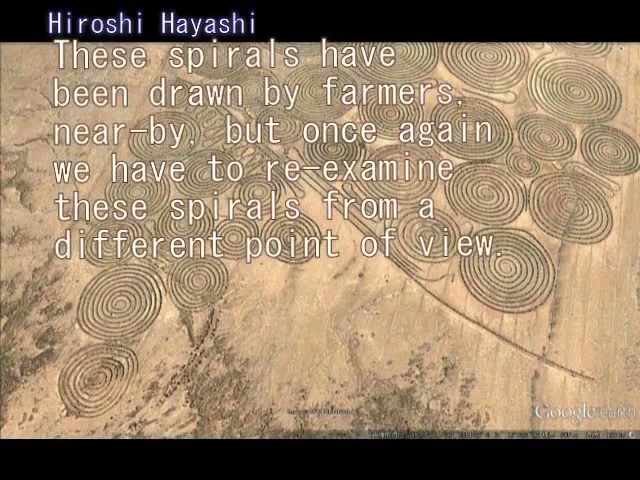 Hiroshi Hayashi
These spirals have
been drawn by farmers,
near-by, but once again
we have to re-examine
these spirals from a
different point of view.
Google earth